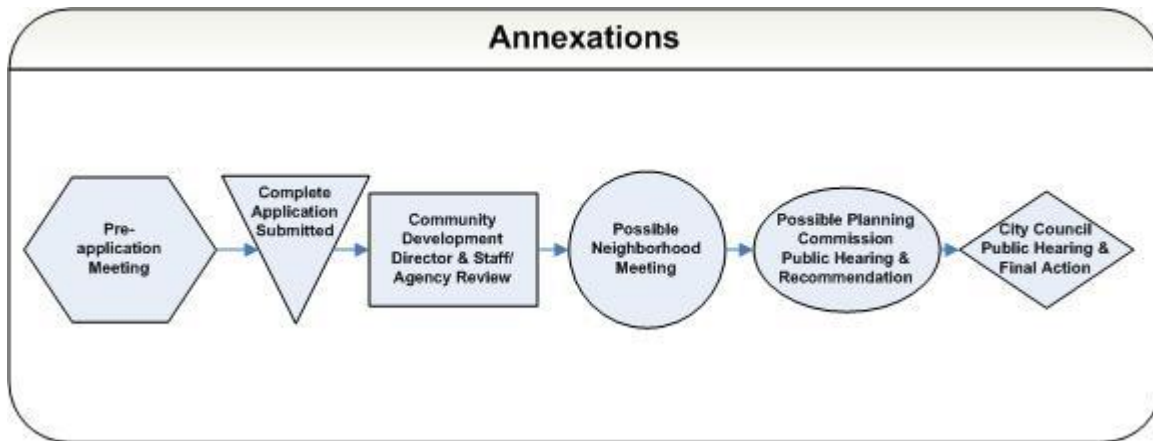 Annexations
Pre-
application
Meeting
Complete
Application
Submitted
Community
Development
Director & Staff/
Agency Review
Possible
Neighborhood
Meeting
Possible Planning
Commission
Public Hearing &
Recommendation
City Council
Public Hearing &
Final Action